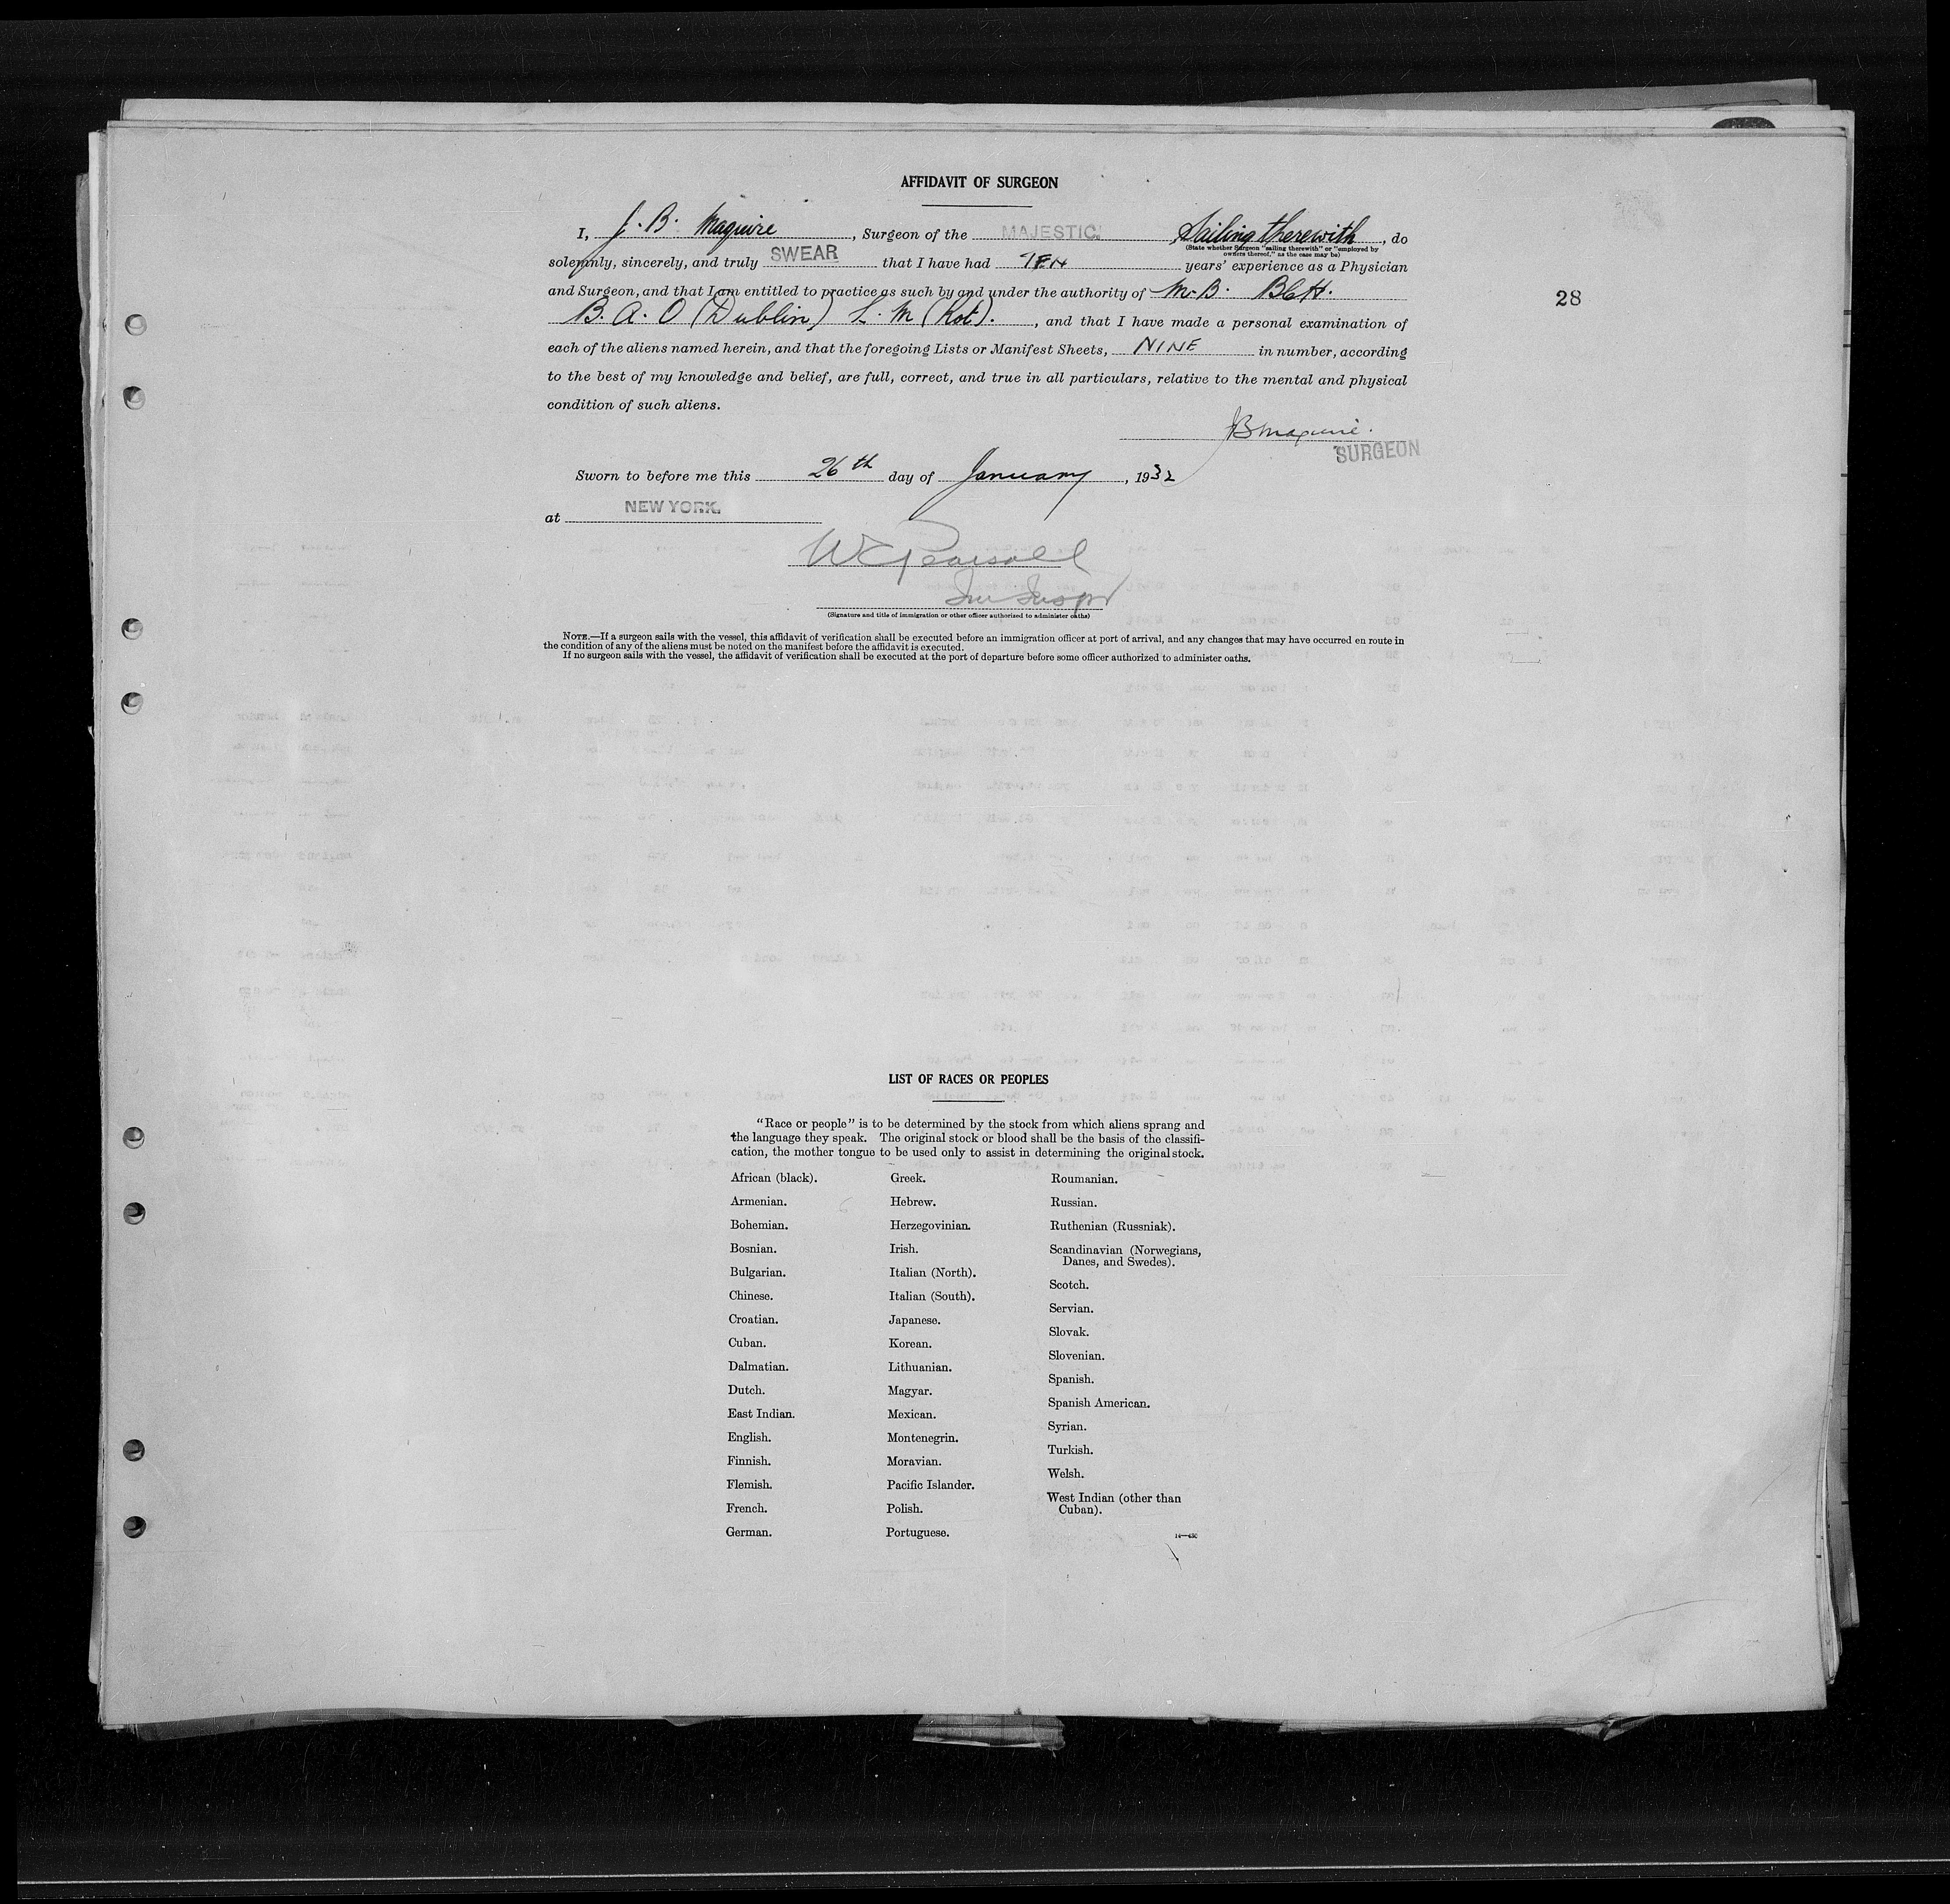 AFFIDAVIT OF SURGEON
I, J. B. Maguire, Surgeon of the MAJESTIC. Sailing therewith, do
(State whether Surgeon "sailing therewith" or "employed by
owners thereof," as the case may be)
solemnly, sincerely, and truly SWEAR that I have had TEN years' experience as a Physician
and Surgeon, and that I am entitled to practice as such by and under the authority of M.B. BCH.
B. A. O (Dublin) L. M (Rot)., and that I have made a personal examination of
28
each of the aliens named herein, and that the foregoing Lists or Manifest Sheets, NINE in number, according
to the best of my knowledge and belief, are full, correct, and true in all particulars, relative to the mental and physical
condition of such aliens.
JBMaguire.
SURGEON
Sworn to before me this 26th day of January, 1932
at NEW YORK.
W E Pearsall
Imm Inspr
(Signature and title of immigration or other officer authorized to administer oaths)
NOTE.—If a surgeon sails with the vessel, this affidavit of verification shall be executed before an immigration officer at port of arrival, and any changes that may have occurred en route in
the condition of any of the aliens must be noted on the manifest before the affidavit is executed.
If no surgeon sails with the vessel, the affidavit of verification shall be executed at the port of departure before some officer authorized to administer oaths.
LIST OF RACES OR PEOPLES
"Race or people" is to be determined by the stock from which aliens sprang and
the language they speak. The original stock or blood shall be the basis of the classifi-
cation, the mother tongue to be used only to assist in determining the original stock.
African (black).
Armenian.
Bohemian.
Bosnian.
Bulgarian.
Chinese.
Croatian.
Cuban.
Dalmatian.
Dutch.
East Indian.
English.
Finnish.
Flemish.
French.
German.
Greek.
Hebrew.
Herzegovinian.
Irish.
Italian (North).
Italian (South).
Japanese.
Korean.
Lithuanian.
Magyar.
Mexican.
Montenegrin.
Moravian.
Pacific Islander.
Polish.
Portuguese.
Roumanian.
Russian.
Ruthenian (Russniak).
Scandinavian (Norwegians,
Danes, and Swedes).
Scotch.
Servian.
Slovak.
Slovenian.
Spanish.
Spanish American.
Syrian.
Turkish.
Welsh.
West Indian (other than
Cuban).